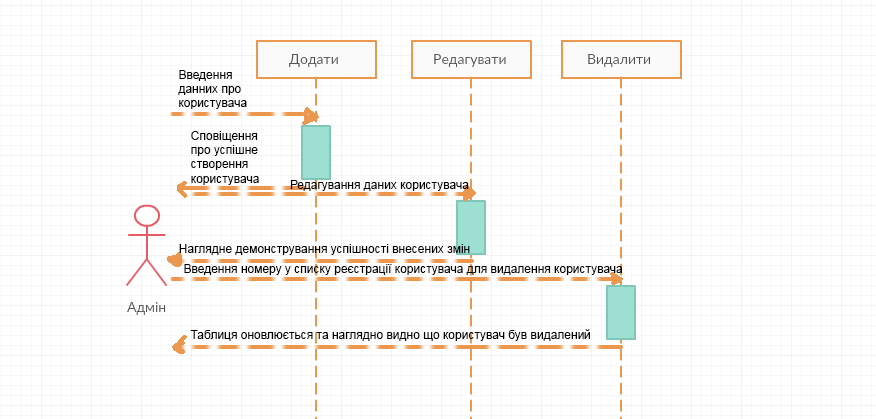 Додати
Редагувати
Видалити
Введення
данних про
користувача
Сповіщення
про успішне
створення
користувача
Редагування даних користувача
Наглядне демонстрування успішності внесених змін
Введення номеру у списку реєстрації користувача для видалення користувача
Адмін
Таблиця оновлюється та наглядно видно що користувач був видалений